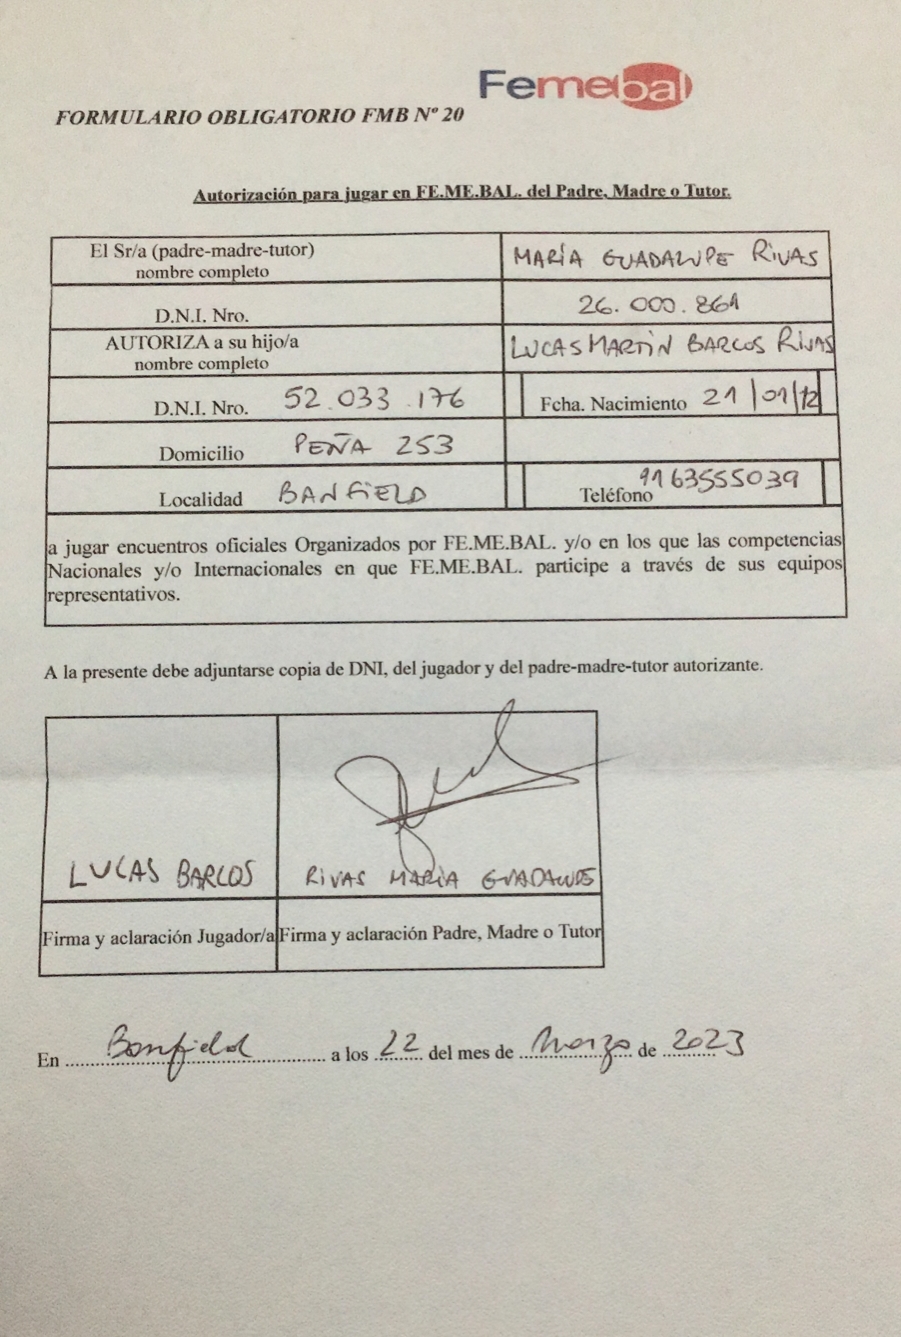 Femebal
FORMULARIO OBLIGATORIO FMB Nº 20
Autorización para jugar en FE.ME.BAL. del Padre, Madre o Tutor.
El Sr/a (padre-madre-tutor)
nombre completo
MARÍA GUADALUPE RIVAS
D.N.I. Nro.
26.000.861
AUTORIZA a su hijo/a
nombre completo
LUCAS MARTIN BARCOS RIVAS
D.N.I. Nro. 52.033.176
Fcha. Nacimiento 21/01/12
Domicilio PEÑA 253
Localidad BANFIELD
Teléfono 1163555039
a jugar encuentros oficiales Organizados por FE.ME.BAL. y/o en los que las competencias
Nacionales y/o Internacionales en que FE.ME.BAL. participe a través de sus equipos
representativos.
A la presente debe adjuntarse copia de DNI, del jugador y del padre-madre-tutor autorizante.
LUCAS BARCOS
RIVAS MARÍA GUADALUPE
Firma y aclaración Jugador/a
Firma y aclaración Padre, Madre o Tutor
En Banfield a los 22 del mes de Marzo de 2023